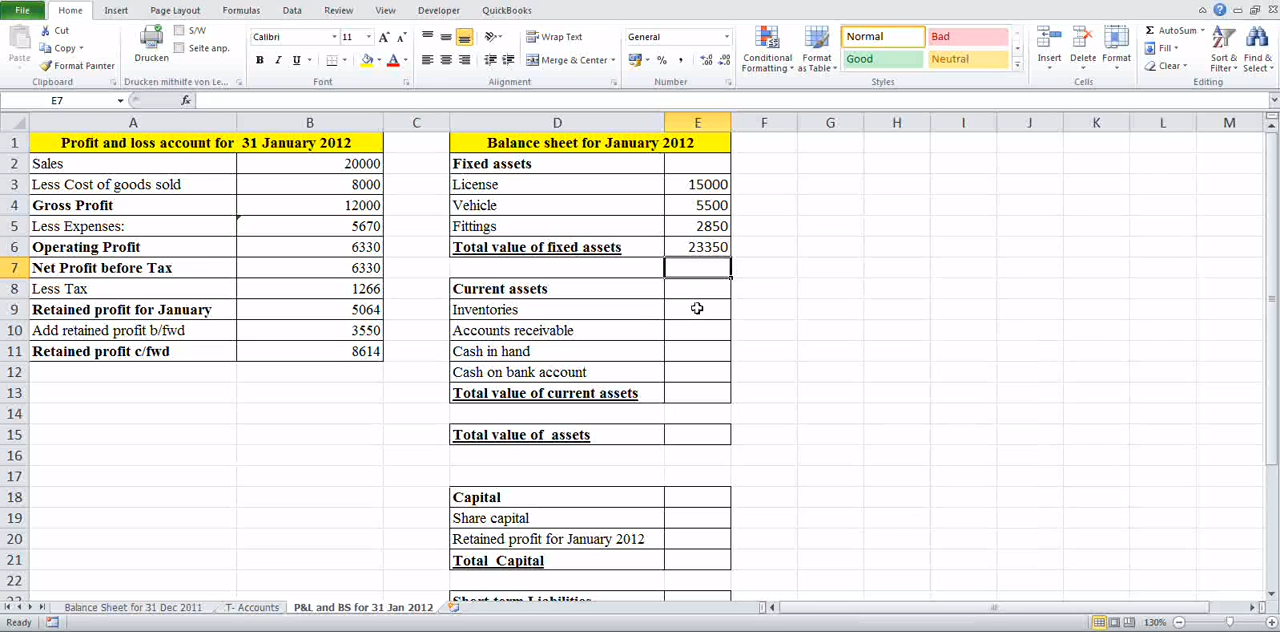 File Home Insert Page Layout Formulas Data Review View Developer QuickBooks
Paste Cut Copy Format Painter Clipboard
Drucken S/W Seite anp. Drucken mithilfe von Le...
Calibri 11 A A B I U A Font
Wrap Text Merge & Center Alignment
General % , Number
Conditional Formatting Format as Table Normal Bad Good Neutral Styles
Insert Delete Format Cells
Σ AutoSum Fill Clear Sort & Filter Find & Select Editing
E7 fx
A B C D E F G H I J K L M
1 Profit and loss account for 31 January 2012 Balance sheet for January 2012
2 Sales 20000 Fixed assets
3 Less Cost of goods sold 8000 License 15000
4 Gross Profit 12000 Vehicle 5500
5 Less Expenses: 5670 Fittings 2850
6 Operating Profit 6330 Total value of fixed assets 23350
7 Net Profit before Tax 6330
8 Less Tax 1266 Current assets
9 Retained profit for January 5064 Inventories
10 Add retained profit b/fwd 3550 Accounts receivable
11 Retained profit c/fwd 8614 Cash in hand
12 Cash on bank account
13 Total value of current assets
14
15 Total value of assets
16
17
18 Capital
19 Share capital
20 Retained profit for January 2012
21 Total Capital
22
23 Short term Liabilities
Balance Sheet for 31 Dec 2011 T- Accounts P&L and BS for 31 Jan 2012
Ready 130%